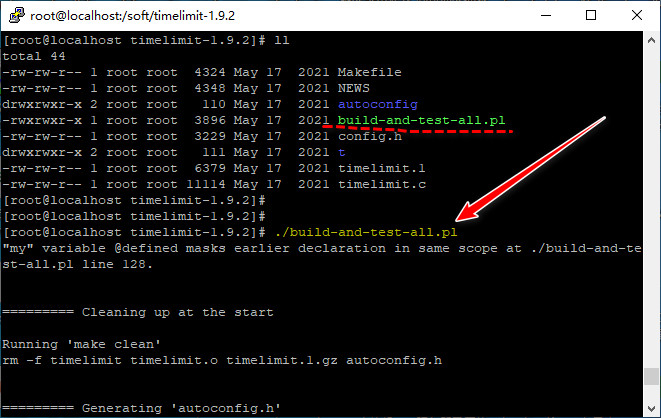 root@localhost:/soft/timelimit-1.9.2
[root@localhost timelimit-1.9.2]# ll
total 44
-rw-rw-r-- 1 root root  4324 May 17  2021 Makefile
-rw-rw-r-- 1 root root  4348 May 17  2021 NEWS
drwxrwxr-x 2 root root   110 May 17  2021 autoconfig
-rwxrwxr-x 1 root root  3896 May 17  2021 build-and-test-all.pl
-rw-rw-r-- 1 root root  3229 May 17  2021 config.h
drwxrwxr-x 2 root root   111 May 17  2021 t
-rw-rw-r-- 1 root root  6379 May 17  2021 timelimit.1
-rw-rw-r-- 1 root root 11114 May 17  2021 timelimit.c
[root@localhost timelimit-1.9.2]#
[root@localhost timelimit-1.9.2]#
[root@localhost timelimit-1.9.2]# ./build-and-test-all.pl
"my" variable @defined masks earlier declaration in same scope at ./build-and-te
st-all.pl line 128.
========= Cleaning up at the start
Running 'make clean'
rm -f timelimit timelimit.o timelimit.1.gz autoconfig.h
========= Generating 'autoconfig.h'